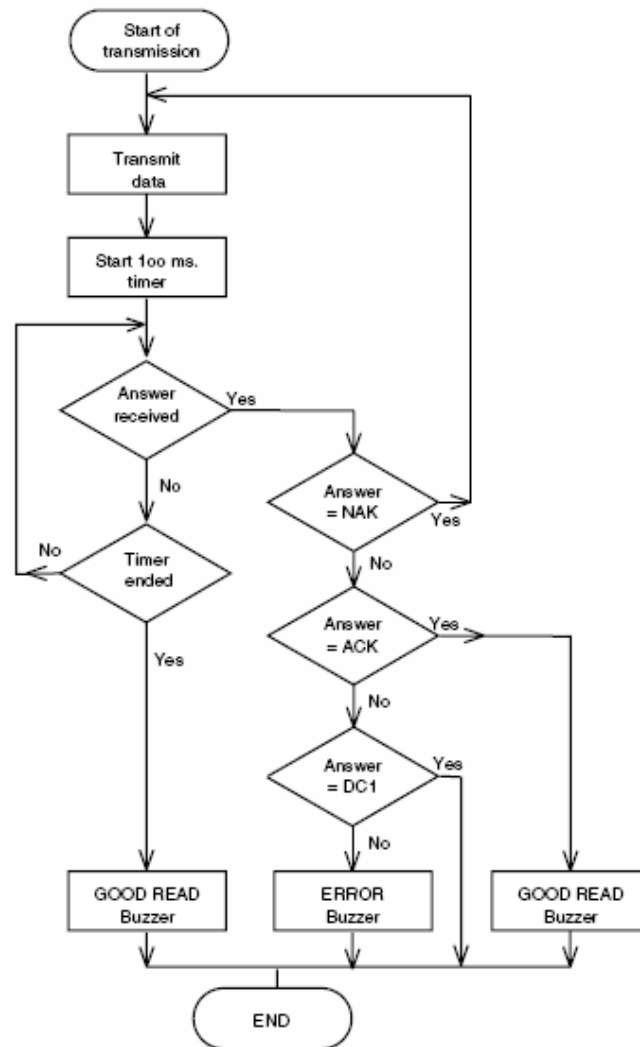 Start of
transmission
Transmit
data
Start 1oo ms.
timer
Answer
received
Yes
No
Answer
= NAK
Yes
No
Timer
ended
No
Yes
Answer
= ACK
Yes
No
Answer
= DC1
Yes
No
GOOD READ
Buzzer
ERROR
Buzzer
GOOD READ
Buzzer
END